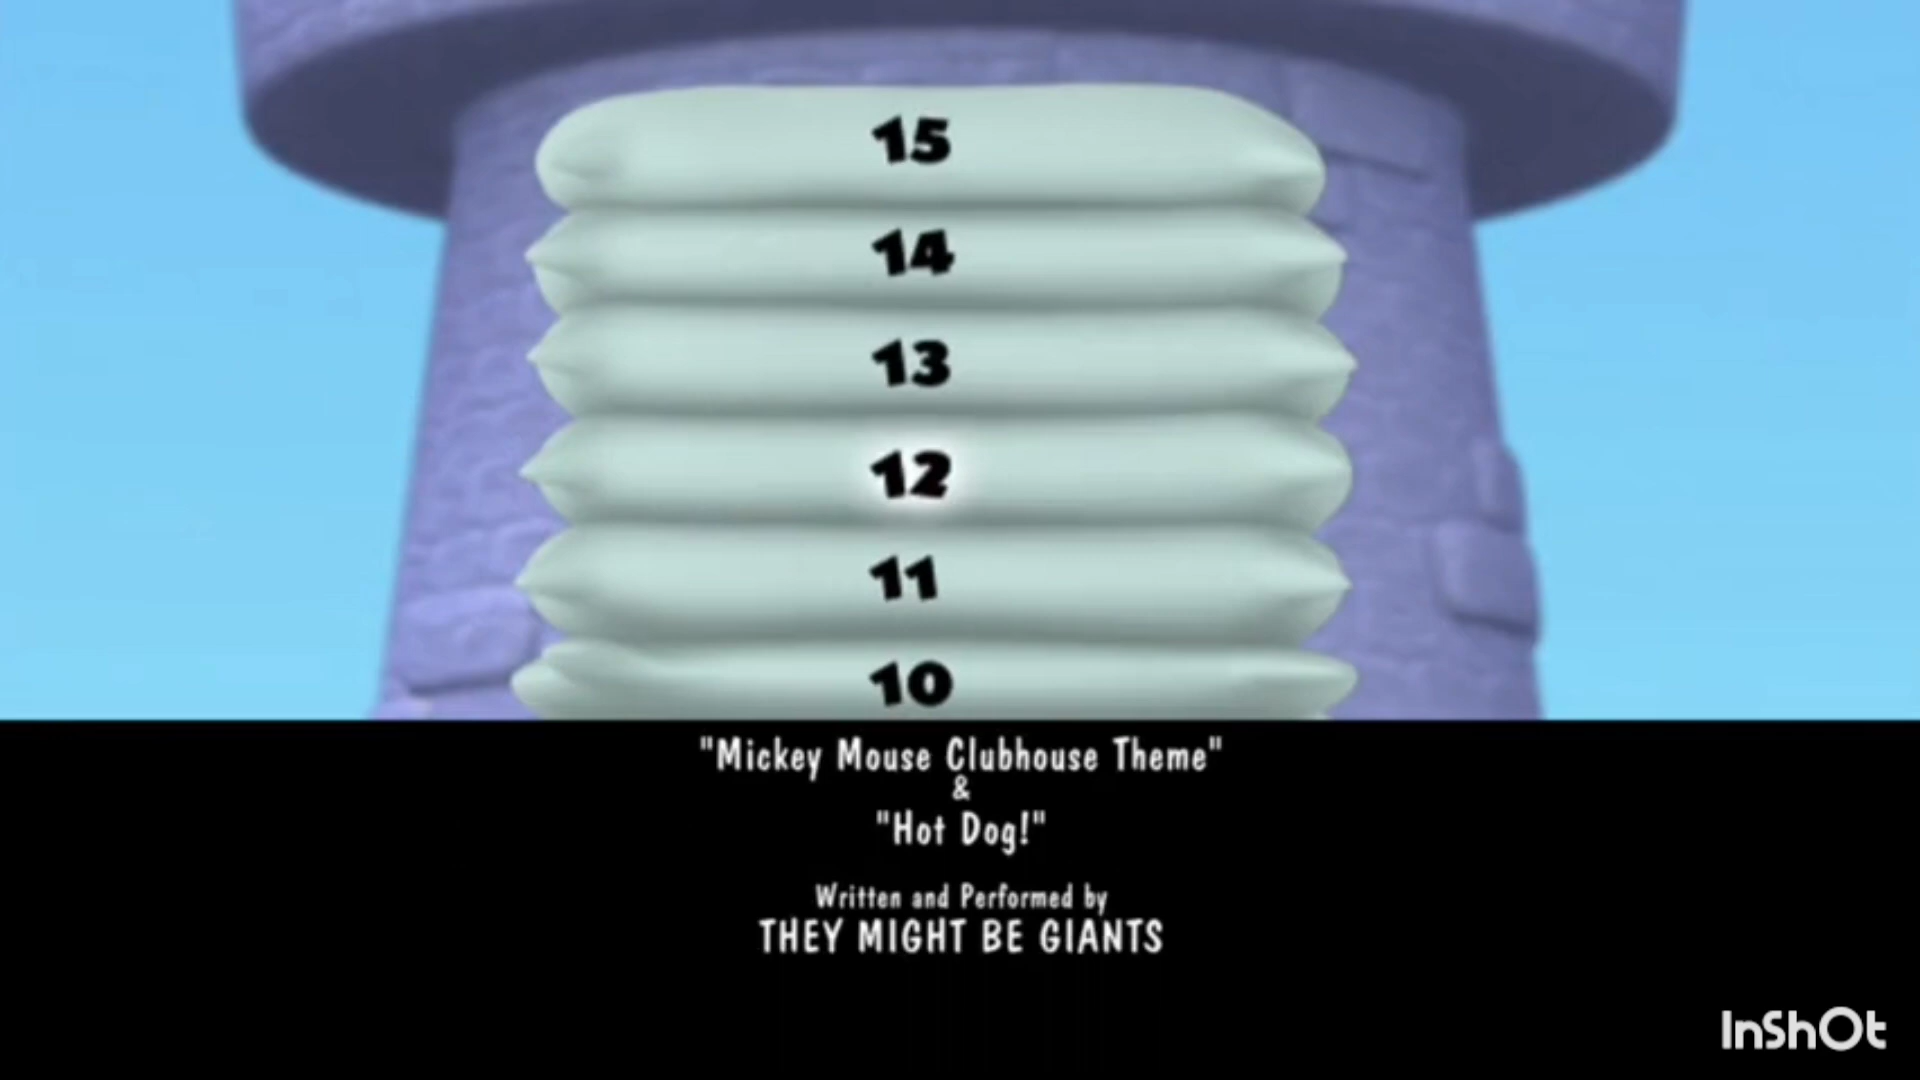 15
14
13
12
11
10
"Mickey Mouse Clubhouse Theme"
&
"Hot Dog!"
Written and Performed by
THEY MIGHT BE GIANTS
InShOt